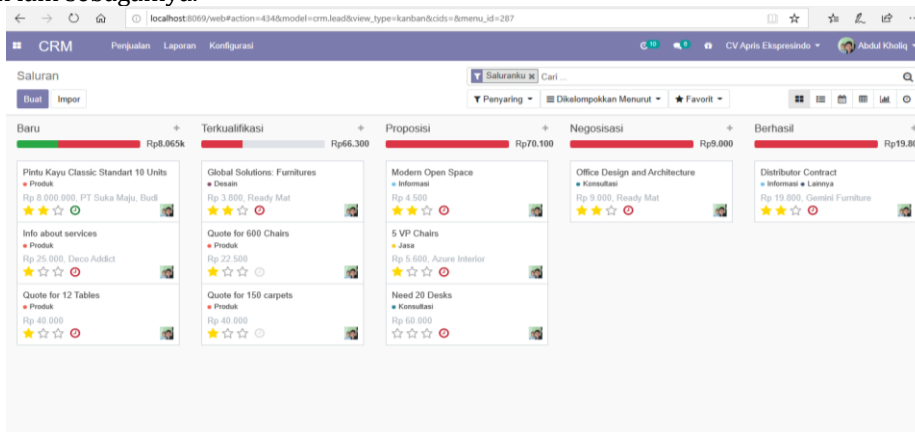 localhost:8069/web#action=434&model=crm.lead&view_type=kanban&cids=&menu_id=287
CRM Penjualan Laporan Konfigurasi 10 CV Apris Ekspresindo Abdul Kholiq
Saluran Saluranku x Cari ...
Buat Impor Penyaring Dikelompokkan Menurut Favorit
Baru + Terkualifikasi + Proposisi + Negosisasi + Berhasil
Rp8.065k Rp66.300 Rp70.100 Rp9.000 Rp19.80
Pintu Kayu Classic Standart 10 Units
Produk
Rp 8.000.000, PT Suka Maju, Budi
Info about services
Produk
Rp 25.000, Deco Addict
Quote for 12 Tables
Produk
Rp 40.000
Global Solutions: Furnitures
Desain
Rp 3.800, Ready Mat
Quote for 600 Chairs
Produk
Rp 22.500
Quote for 150 carpets
Produk
Rp 40.000
Modern Open Space
Informasi
Rp 4.500
5 VP Chairs
Jasa
Rp 5.600, Azure Interior
Need 20 Desks
Konsultasi
Rp 60.000
Office Design and Architecture
Konsultasi
Rp 9.000, Ready Mat
Distributor Contract
Informasi Lainnya
Rp 19.800, Gemini Furniture